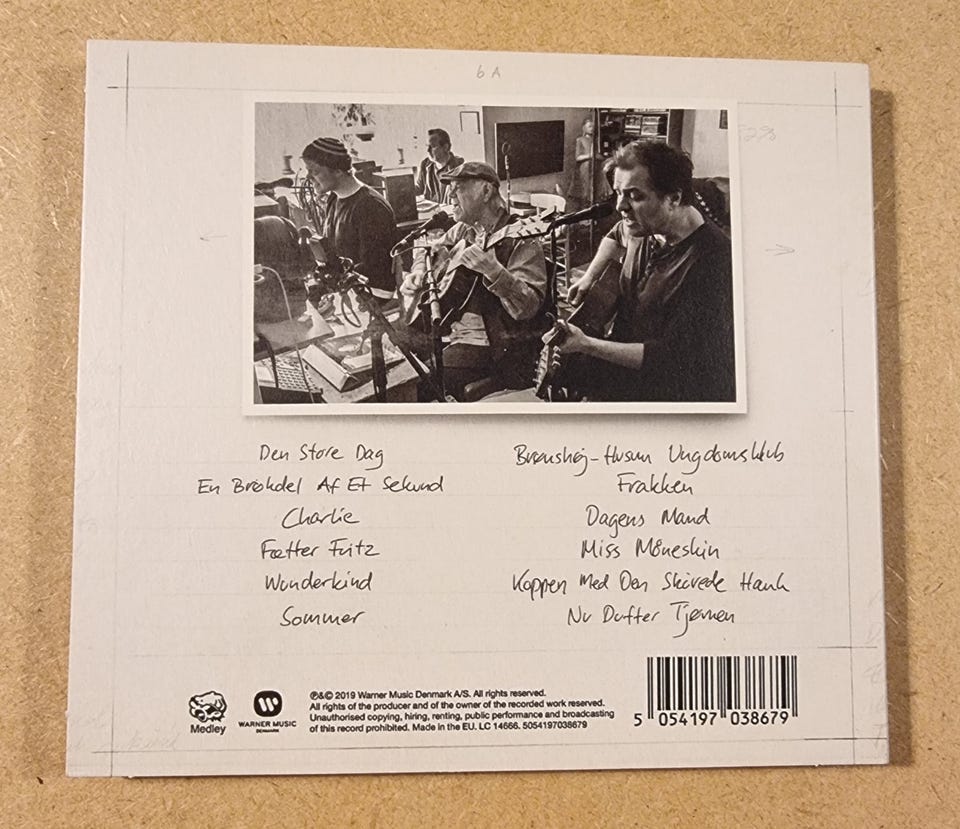 6 A
Den Store Dag
En Brøkdel Af Et Sekund
Charlie
Fætter Fritz
Wunderkind
Sommer
Brønshøj-Husum Ungdomsklub
Frakken
Dagens Mand
Miss Måneskin
Koppen Med Den Skårede Hank
Nu Dufter Tjørnen
Medley
WARNER MUSIC
DENMARK
℗&© 2019 Warner Music Denmark A/S. All rights reserved.
All rights of the producer and of the owner of the recorded work reserved.
Unauthorised copying, hiring, renting, public performance and broadcasting
of this record prohibited. Made in the EU. LC 14666. 5054197038679
5 054197 038679